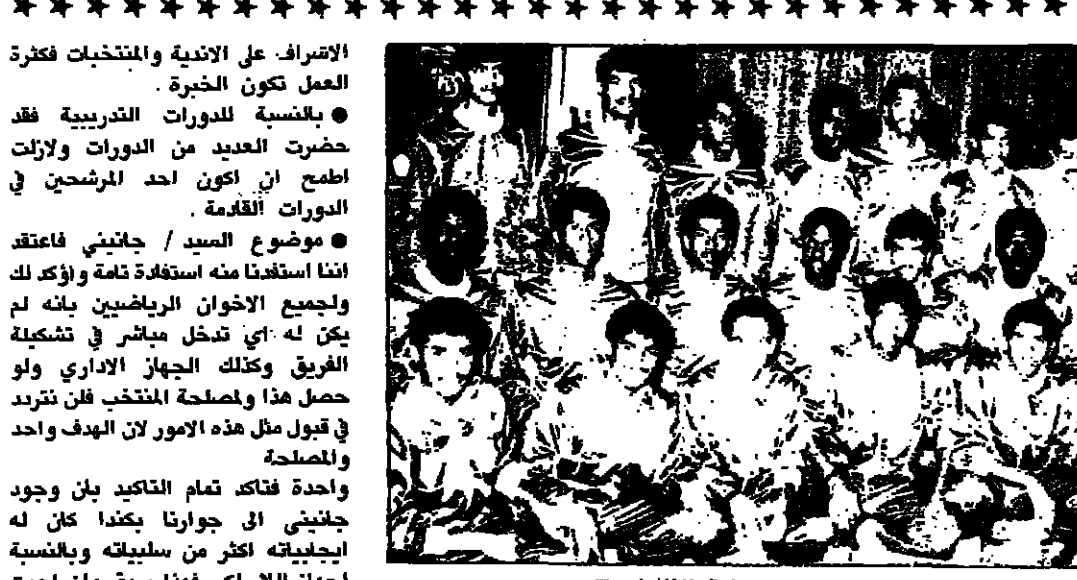 الاشراف على الاندية والمنتخبات فكثرة
العمل تكون الخبرة .
● بالنسبة للدورات التدريبية فقد
حضرت العديد من الدورات ولازلت
اطمح ان اكون احد المرشحين في
الدورات القادمة .
● موضوع السيد / جانيني فاعتقد
اننا استفدنا منه استفادة تامة واؤكد لك
ولجميع الاخوان الرياضيين بانه لم
يكن له اي تدخل مباشر في تشكيلة
الفريق وكذلك الجهاز الاداري ولو
حصل هذا ولمصلحة المنتخب فلن نتردد
في قبول مثل هذه الامور لان الهدف واحد
والمصلحة
واحدة فتاكد تمام التاكيد بان وجود
جانيني الى جوارنا بكندا كان له
ايجابياته اكثر من سلبياته وبالنسبة